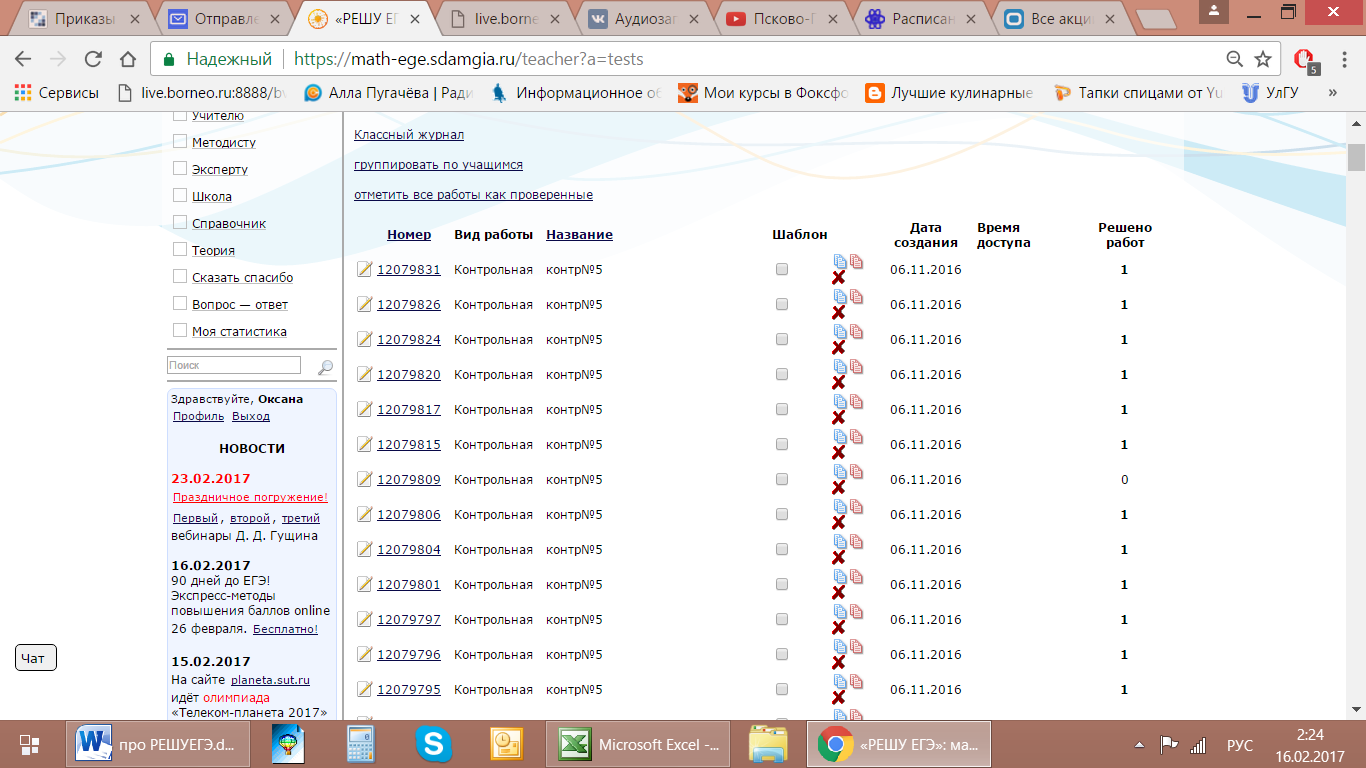 Приказы
Отправле
«РЕШУ ЕГ
live.borne
Аудиозап
Псково-П
Расписан
Все акци
Надежный https://math-ege.sdamgia.ru/teacher?a=tests
5
Сервисы live.borneo.ru:8888/bv Алла Пугачёва | Ради Информационное об Мои курсы в Фоксфо Лучшие кулинарные Тапки спицами от Yu УлГУ »
Учителю
Методисту
Эксперту
Школа
Справочник
Теория
Сказать спасибо
Вопрос — ответ
Моя статистика
Поиск
Здравствуйте, Оксана
Профиль Выход
НОВОСТИ
23.02.2017
Праздничное погружение!
Первый, второй, третий
вебинары Д. Д. Гущина
16.02.2017
90 дней до ЕГЭ!
Экспресс-методы
повышения баллов online
26 февраля. Бесплатно!
15.02.2017
На сайте planeta.sut.ru
идёт олимпиада
«Телеком-планета 2017»
Чат
Классный журнал
группировать по учащимся
отметить все работы как проверенные
Номер Вид работы Название Шаблон Дата создания Время доступа Решено работ
12079831 Контрольная контр№5 06.11.2016 1
12079826 Контрольная контр№5 06.11.2016 1
12079824 Контрольная контр№5 06.11.2016 1
12079820 Контрольная контр№5 06.11.2016 1
12079817 Контрольная контр№5 06.11.2016 1
12079815 Контрольная контр№5 06.11.2016 1
12079809 Контрольная контр№5 06.11.2016 0
12079806 Контрольная контр№5 06.11.2016 1
12079804 Контрольная контр№5 06.11.2016 1
12079801 Контрольная контр№5 06.11.2016 1
12079797 Контрольная контр№5 06.11.2016 1
12079796 Контрольная контр№5 06.11.2016 1
12079795 Контрольная контр№5 06.11.2016 1
про РЕШУЕГЭ.d...
Microsoft Excel -...
«РЕШУ ЕГЭ»: ма...
РУС
2:24
16.02.2017